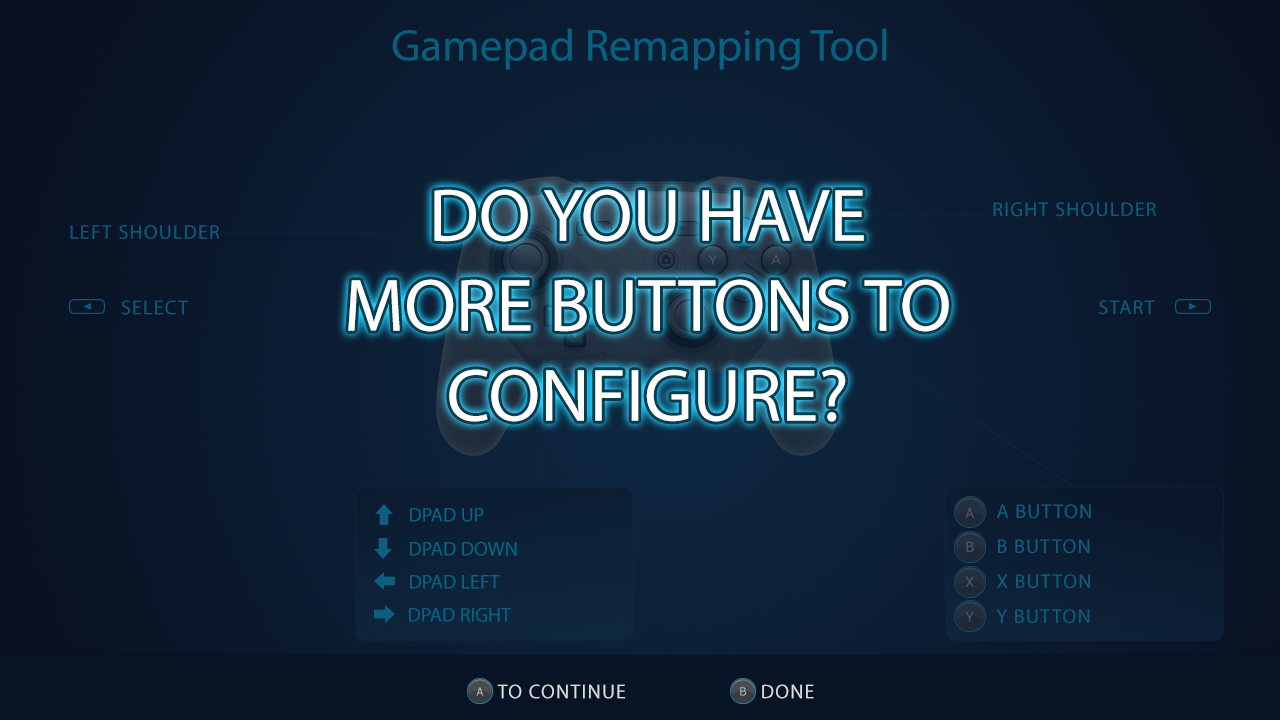 Gamepad Remapping Tool
DO YOU HAVE
MORE BUTTONS TO
CONFIGURE?
LEFT SHOULDER
RIGHT SHOULDER
Y
A
SELECT
START
DPAD UP
DPAD DOWN
DPAD LEFT
DPAD RIGHT
A A BUTTON
B B BUTTON
X X BUTTON
Y Y BUTTON
A TO CONTINUE
B DONE